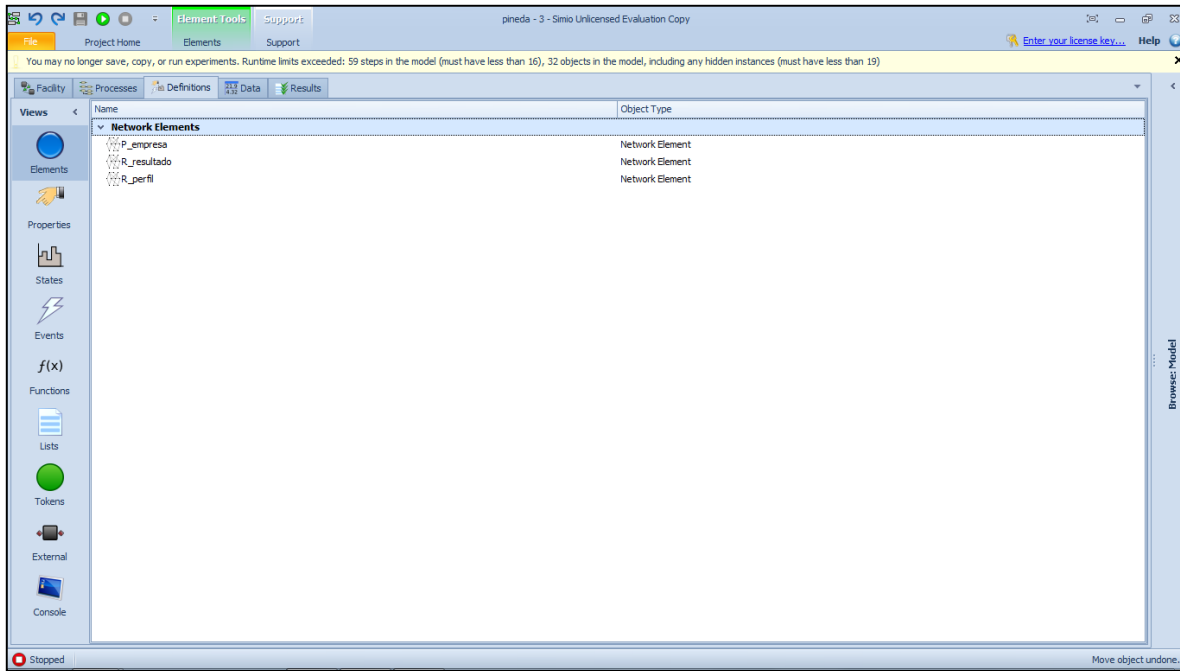 Element Tools Support pineda - 3 - Simio Unlicensed Evaluation Copy
File Project Home Elements Support Enter your license key... Help
You may no longer save, copy, or run experiments. Runtime limits exceeded: 59 steps in the model (must have less than 16), 32 objects in the model, including any hidden instances (must have less than 19)
Facility Processes Definitions Data Results
Views
Name Object Type
Network Elements
P_empresa Network Element
R_resultado Network Element
R_perfil Network Element
Elements
Properties
States
Events
f(x)
Functions
Lists
Tokens
External
Console
Browse: Model
Stopped Move object undone.